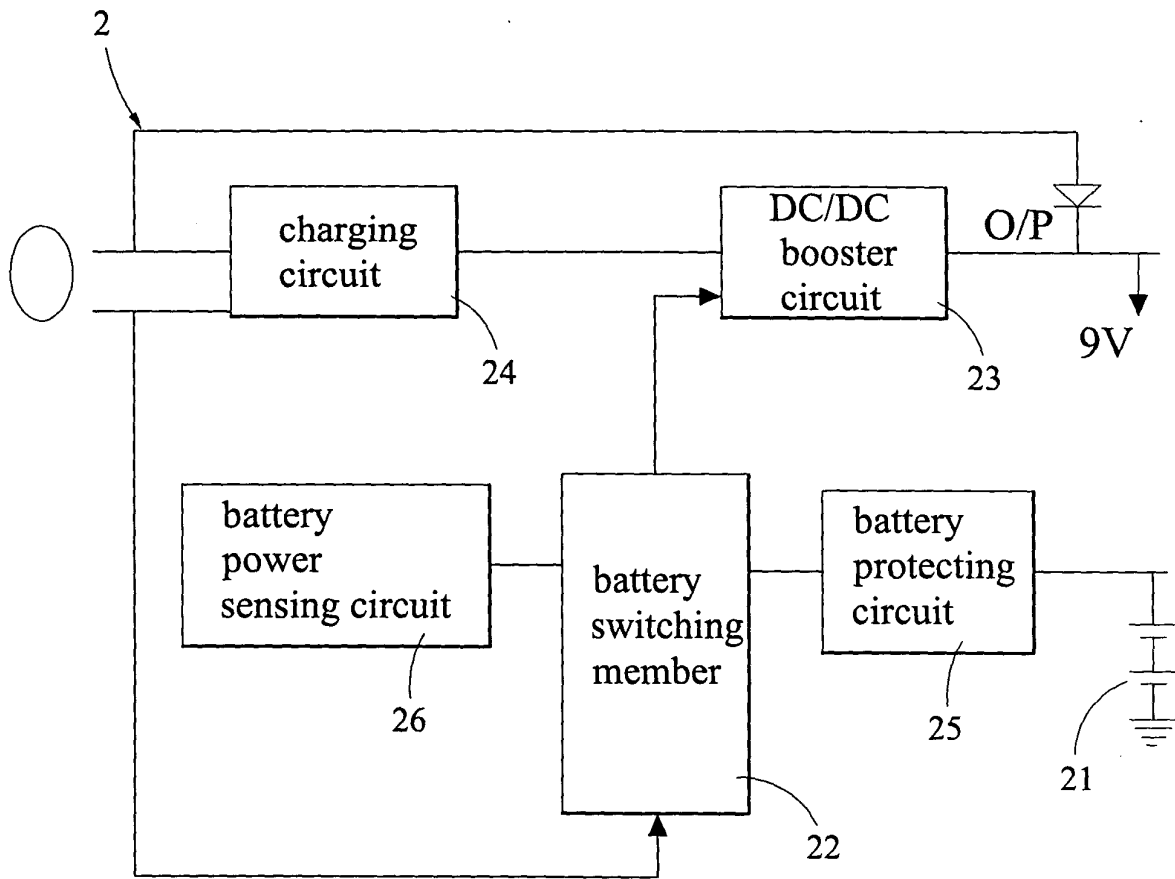 2
charging
circuit
24
DC/DC
booster
circuit
23
O/P
9V
battery
power
sensing circuit
26
battery
switching
member
22
battery
protecting
circuit
25
21